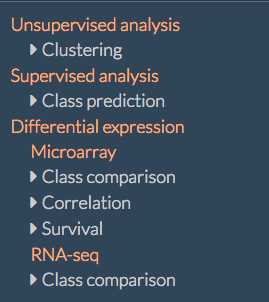 Unsupervised analysis
Clustering
Supervised analysis
Class prediction
Differential expression
Microarray
Class comparison
Correlation
Survival
RNA-seq
Class comparison